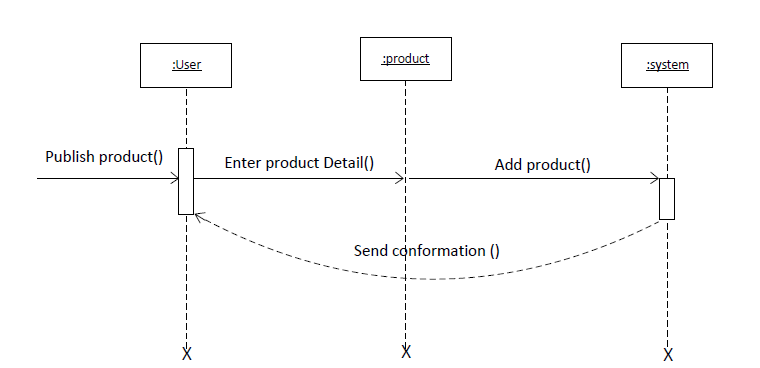 :User
:product
:system
Publish product()
Enter product Detail()
Add product()
Send conformation ()
X
X
X